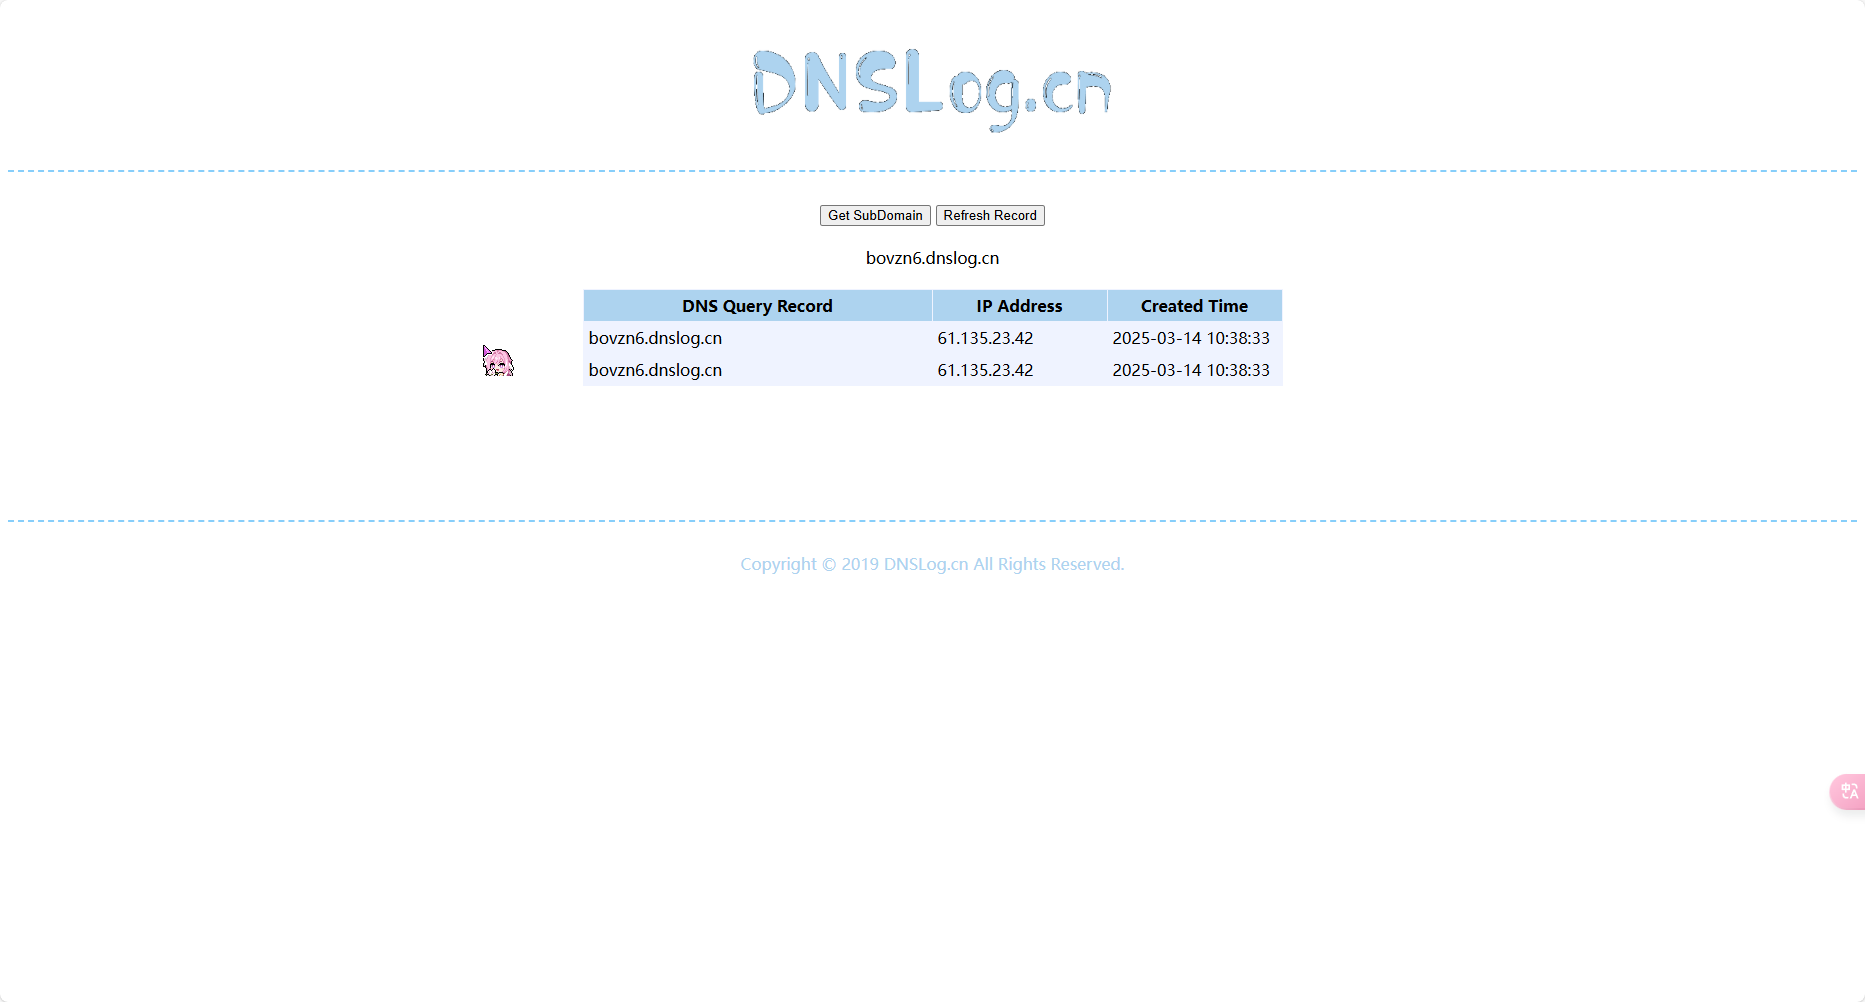 DNSLog.cn
Get SubDomain Refresh Record
bovzn6.dnslog.cn
DNS Query Record IP Address Created Time
bovzn6.dnslog.cn 61.135.23.42 2025-03-14 10:38:33
bovzn6.dnslog.cn 61.135.23.42 2025-03-14 10:38:33
Copyright © 2019 DNSLog.cn All Rights Reserved.
中A